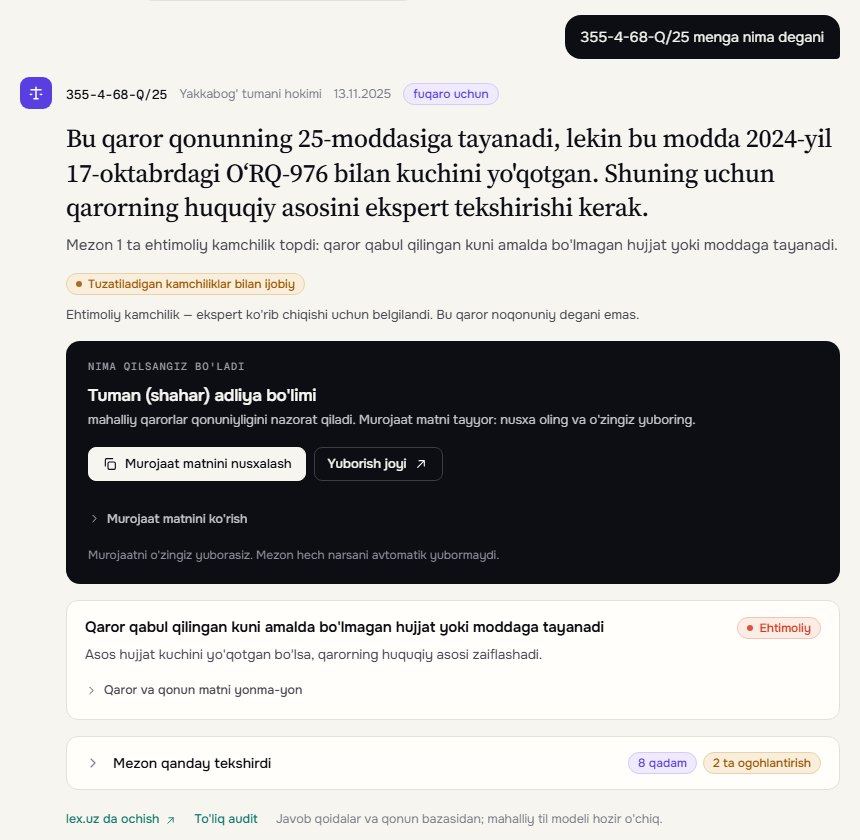 355-4-68-Q/25 menga nima degani
355-4-68-Q/25 Yakkabog' tumani hokimi 13.11.2025 fuqaro uchun
Bu qaror qonunning 25-moddasiga tayanadi, lekin bu modda 2024-yil
17-oktabrdagi O‘RQ-976 bilan kuchini yo'qotgan. Shuning uchun
qarorning huquqiy asosini ekspert tekshirishi kerak.
Mezon 1 ta ehtimoliy kamchilik topdi: qaror qabul qilingan kuni amalda bo'lmagan hujjat yoki moddaga tayanadi.
Tuzatiladigan kamchiliklar bilan ijobiy
Ehtimoliy kamchilik — ekspert ko'rib chiqishi uchun belgilandi. Bu qaror noqonuniy degani emas.
NIMA QILSANGIZ BO'LADI
Tuman (shahar) adliya bo'limi
mahalliy qarorlar qonuniyligini nazorat qiladi. Murojaat matni tayyor: nusxa oling va o'zingiz yuboring.
Murojaat matnini nusxalash Yuborish joyi ↗
Murojaat matnini ko'rish
Murojaatni o'zingiz yuborasiz. Mezon hech narsani avtomatik yubormaydi.
Qaror qabul qilingan kuni amalda bo'lmagan hujjat yoki moddaga tayanadi Ehtimoliy
Asos hujjat kuchini yo'qotgan bo'lsa, qarorning huquqiy asosi zaiflashadi.
Qaror va qonun matni yonma-yon
Mezon qanday tekshirdi 8 qadam 2 ta ogohlantirish
lex.uz da ochish ↗ To'liq audit Javob qoidalar va qonun bazasidan; mahalliy til modeli hozir o'chiq.